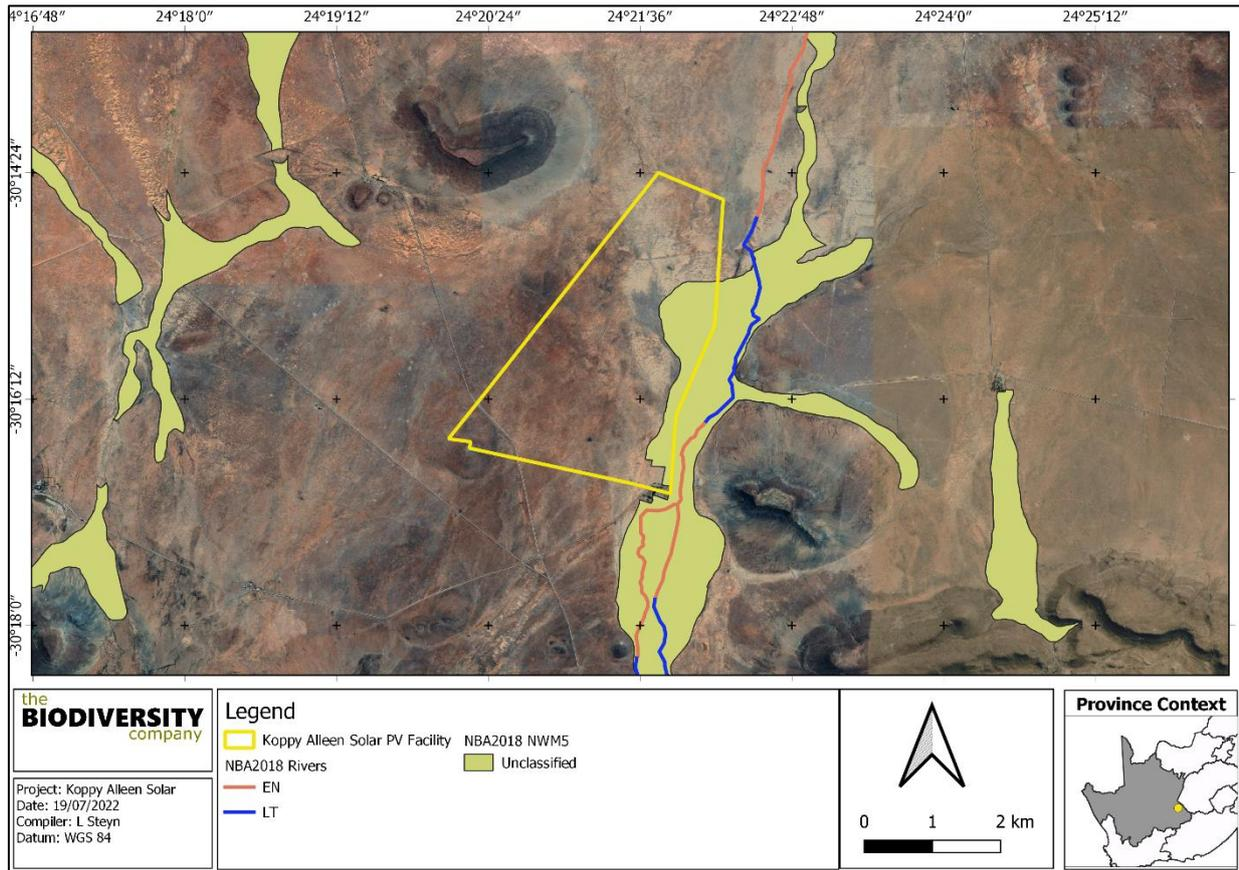 24°16'48" 24°18'0" 24°19'12" 24°20'24" 24°21'36" 24°22'48" 24°24'0" 24°25'12"
-30°14'24"
-30°16'12"
-30°18'0"
the
BIODIVERSITY
company
Project: Koppy Alleen Solar
Date: 19/07/2022
Compiler: L Steyn
Datum: WGS 84
Legend
Koppy Alleen Solar PV Facility
NBA2018 Rivers
EN
LT
NBA2018 NWM5
Unclassified
0 1 2 km
Province Context